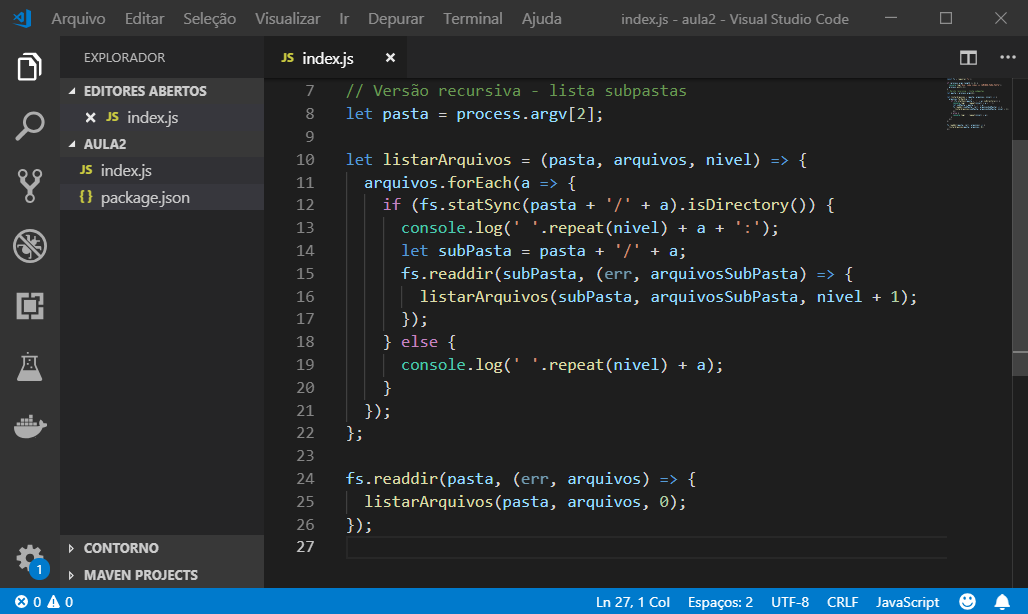 Arquivo Editar Seleção Visualizar Ir Depurar Terminal Ajuda index.js - aula2 - Visual Studio Code
EXPLORADOR
EDITORES ABERTOS
JS index.js
AULA2
JS index.js
{} package.json
CONTORNO
MAVEN PROJECTS
1
JS index.js
7 // Versão recursiva - lista subpastas
8 let pasta = process.argv[2];
9
10 let listarArquivos = (pasta, arquivos, nivel) => {
11 arquivos.forEach(a => {
12 if (fs.statSync(pasta + '/' + a).isDirectory()) {
13 console.log(' '.repeat(nivel) + a + ':');
14 let subPasta = pasta + '/' + a;
15 fs.readdir(subPasta, (err, arquivosSubPasta) => {
16 listarArquivos(subPasta, arquivosSubPasta, nivel + 1);
17 });
18 } else {
19 console.log(' '.repeat(nivel) + a);
20 }
21 });
22 };
23
24 fs.readdir(pasta, (err, arquivos) => {
25 listarArquivos(pasta, arquivos, 0);
26 });
27
0 0 Ln 27, 1 Col Espaços: 2 UTF-8 CRLF JavaScript